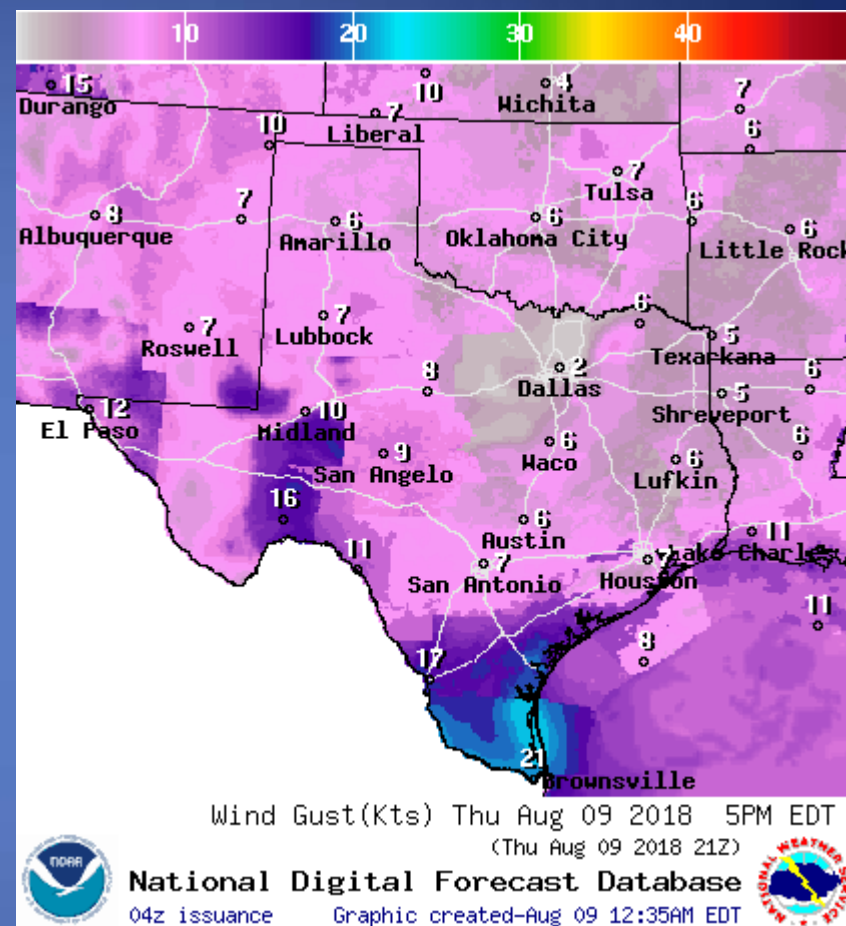 10 20 30 40
15
Durango
10
4
Wichita
7
Liberal
7
10
6
7
Tulsa
8
Albuquerque
7
6
Amarillo
6
Oklahoma City
6
6
Little Rock
7
Roswell
7
Lubbock
6
5
Texarkana
2
Dallas
8
6
5
Shreveport
12
El Paso
10
Midland
9
San Angelo
6
Waco
6
Lufkin
6
16
6
Austin
11
11
7
San Antonio
Houston
Lake Charles
11
8
17
21
Brownsville
Wind Gust(Kts) Thu Aug 09 2018 5PM EDT
(Thu Aug 09 2018 21Z)
NOAA
National Digital Forecast Database
04z issuance Graphic created-Aug 09 12:35AM EDT
NATIONAL WEATHER SERVICE